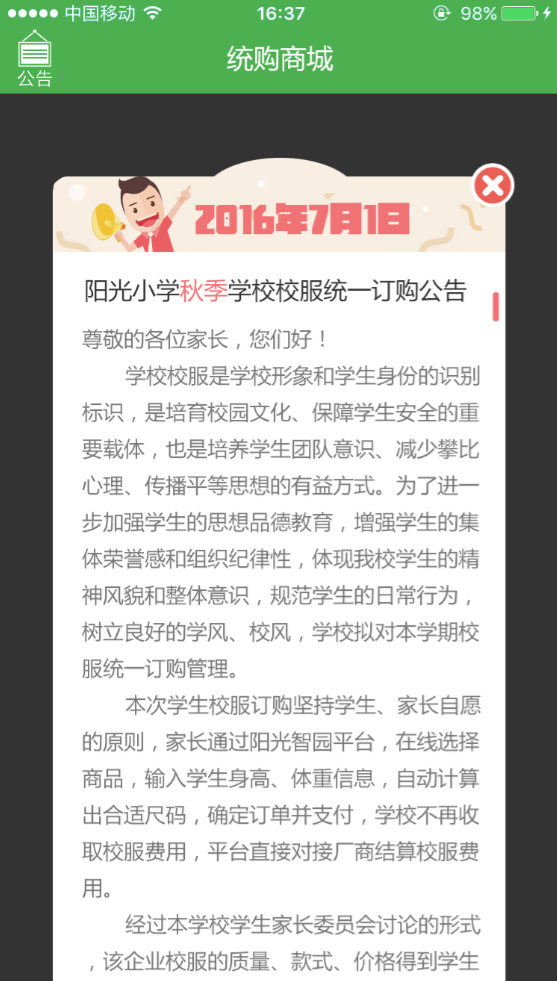 中国移动 16:37 98%
公告 统购商城
2016年7月1日
阳光小学秋季学校校服统一订购公告
尊敬的各位家长，您们好！
学校校服是学校形象和学生身份的识别
标识，是培育校园文化、保障学生安全的重
要载体，也是培养学生团队意识、减少攀比
心理、传播平等思想的有益方式。为了进一
步加强学生的思想品德教育，增强学生的集
体荣誉感和组织纪律性，体现我校学生的精
神风貌和整体意识，规范学生的日常行为，
树立良好的学风、校风，学校拟对本学期校
服统一订购管理。
本次学生校服订购坚持学生、家长自愿
的原则，家长通过阳光智园平台，在线选择
商品，输入学生身高、体重信息，自动计算
出合适尺码，确定订单并支付，学校不再收
取校服费用，平台直接对接厂商结算校服费
用。
经过本学校学生家长委员会讨论的形式
，该企业校服的质量、款式、价格得到学生